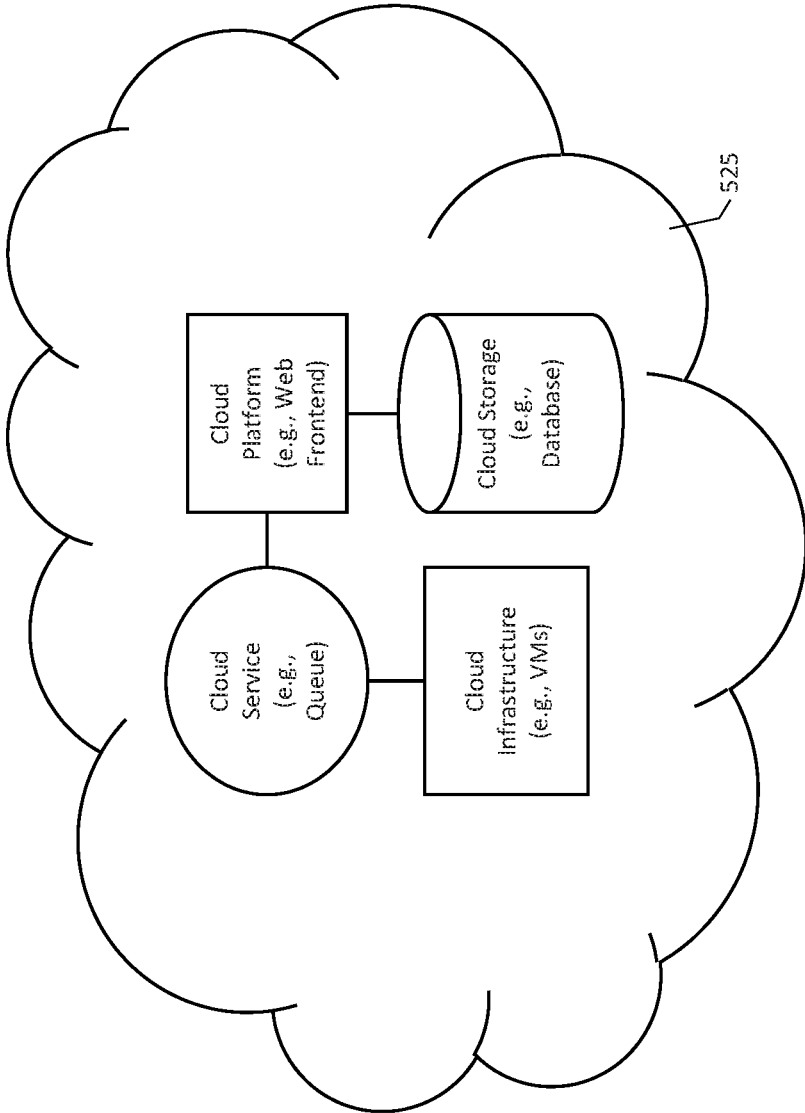 Cloud
Service
(e.g.,
Queue
Cloud
Platform
(e.g., Web
Frontend)
Cloud
Infrastructure
(e.g., VMs)
Cloud Storage
(e.g.,
Database)
525